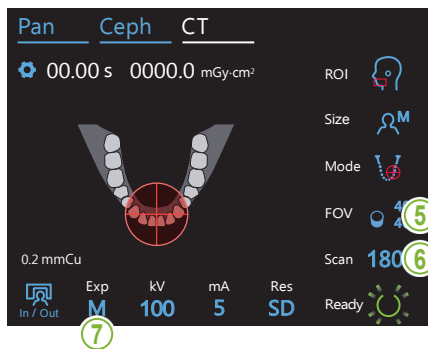 Pan Ceph CT
00.00 s 0000.0 mGy·cm²
ROI
Size M
Mode
FOV 4 4 5
0.2 mmCu
Scan 180 6
Exp kV mA Res
In / Out M 100 5 SD
Ready
7